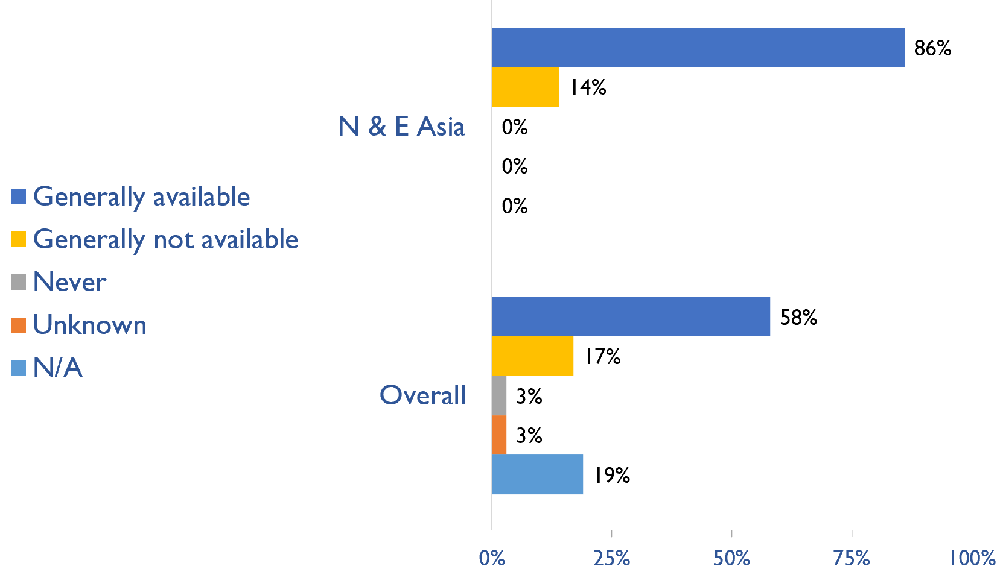 86%
14%
N & E Asia
0%
0%
0%
Generally available
Generally not available
Never
Unknown
N/A
58%
17%
Overall
3%
3%
19%
0% 25% 50% 75% 100%